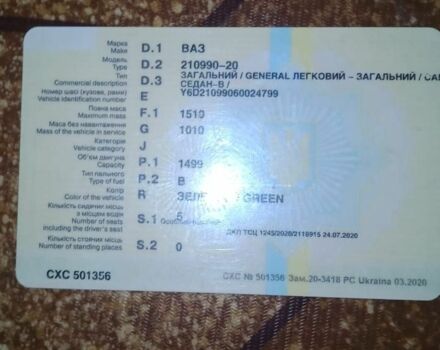 Марка D.1 ВАЗ
Make
Модель D.2 210990-20
Type
Тип D.3 ЗАГАЛЬНИЙ / GENERAL ЛЕГКОВИЙ – ЗАГАЛЬНИЙ /
Commercial description СЕДАН-В /
Номер шасі (кузова, рами) E Y6D21099060024799
Vehicle identification number
Повна маса F.1 1510
Maximum mass
Маса без навантаження G 1010
Mass of the vehicle in service
Категорія J
Vehicle category
Об'єм двигуна P.1 1499
Capacity
Тип пального P.2 B
Type of fuel
Колір R GREEN
Color of the vehicle
Кількість сидячих місць
з місцем водія S.1 5
Number of seats ДКП ТСЦ 1245/2020/2118915 24.07.2020
including the driver's seat
Кількість стоячих місць S.2 0
Number of standing places
СХС 501356 СХС № 501356 Зам.20-3418 РС Ukraina 03.2020